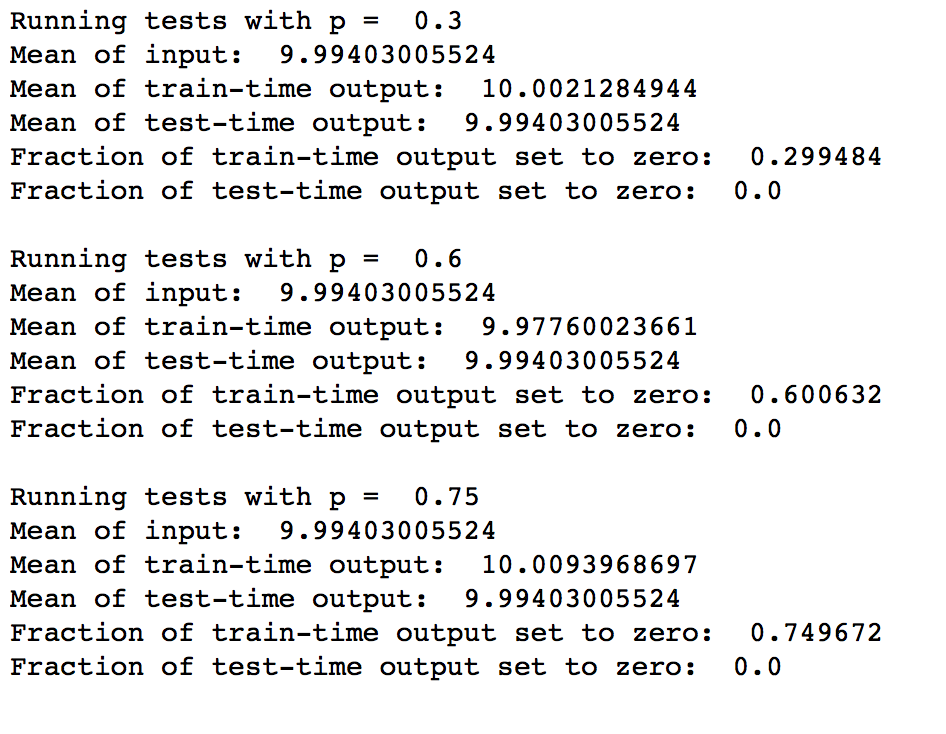 Running tests with p =  0.3
Mean of input:  9.99403005524
Mean of train-time output:  10.0021284944
Mean of test-time output:  9.99403005524
Fraction of train-time output set to zero:  0.299484
Fraction of test-time output set to zero:  0.0

Running tests with p =  0.6
Mean of input:  9.99403005524
Mean of train-time output:  9.97760023661
Mean of test-time output:  9.99403005524
Fraction of train-time output set to zero:  0.600632
Fraction of test-time output set to zero:  0.0

Running tests with p =  0.75
Mean of input:  9.99403005524
Mean of train-time output:  10.0093968697
Mean of test-time output:  9.99403005524
Fraction of train-time output set to zero:  0.749672
Fraction of test-time output set to zero:  0.0